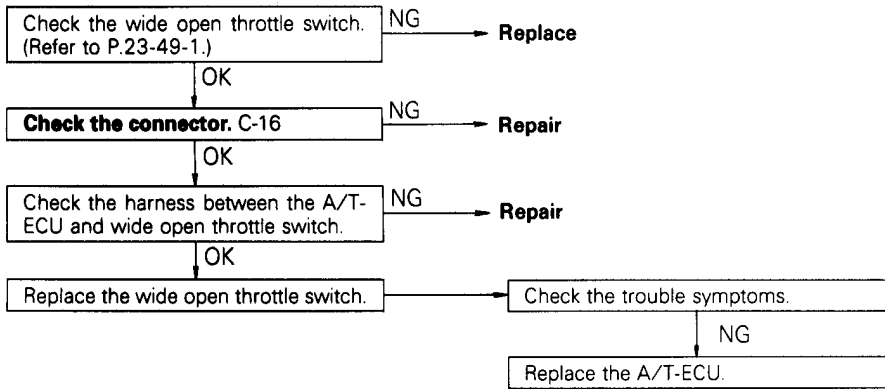 Check the wide open throttle switch.
(Refer to P.23-49-1.)
NG
Replace
OK
Check the connector. C-16
NG
Repair
OK
Check the harness between the A/T-
ECU and wide open throttle switch.
NG
Repair
OK
Replace the wide open throttle switch.
Check the trouble symptoms.
NG
Replace the A/T-ECU.